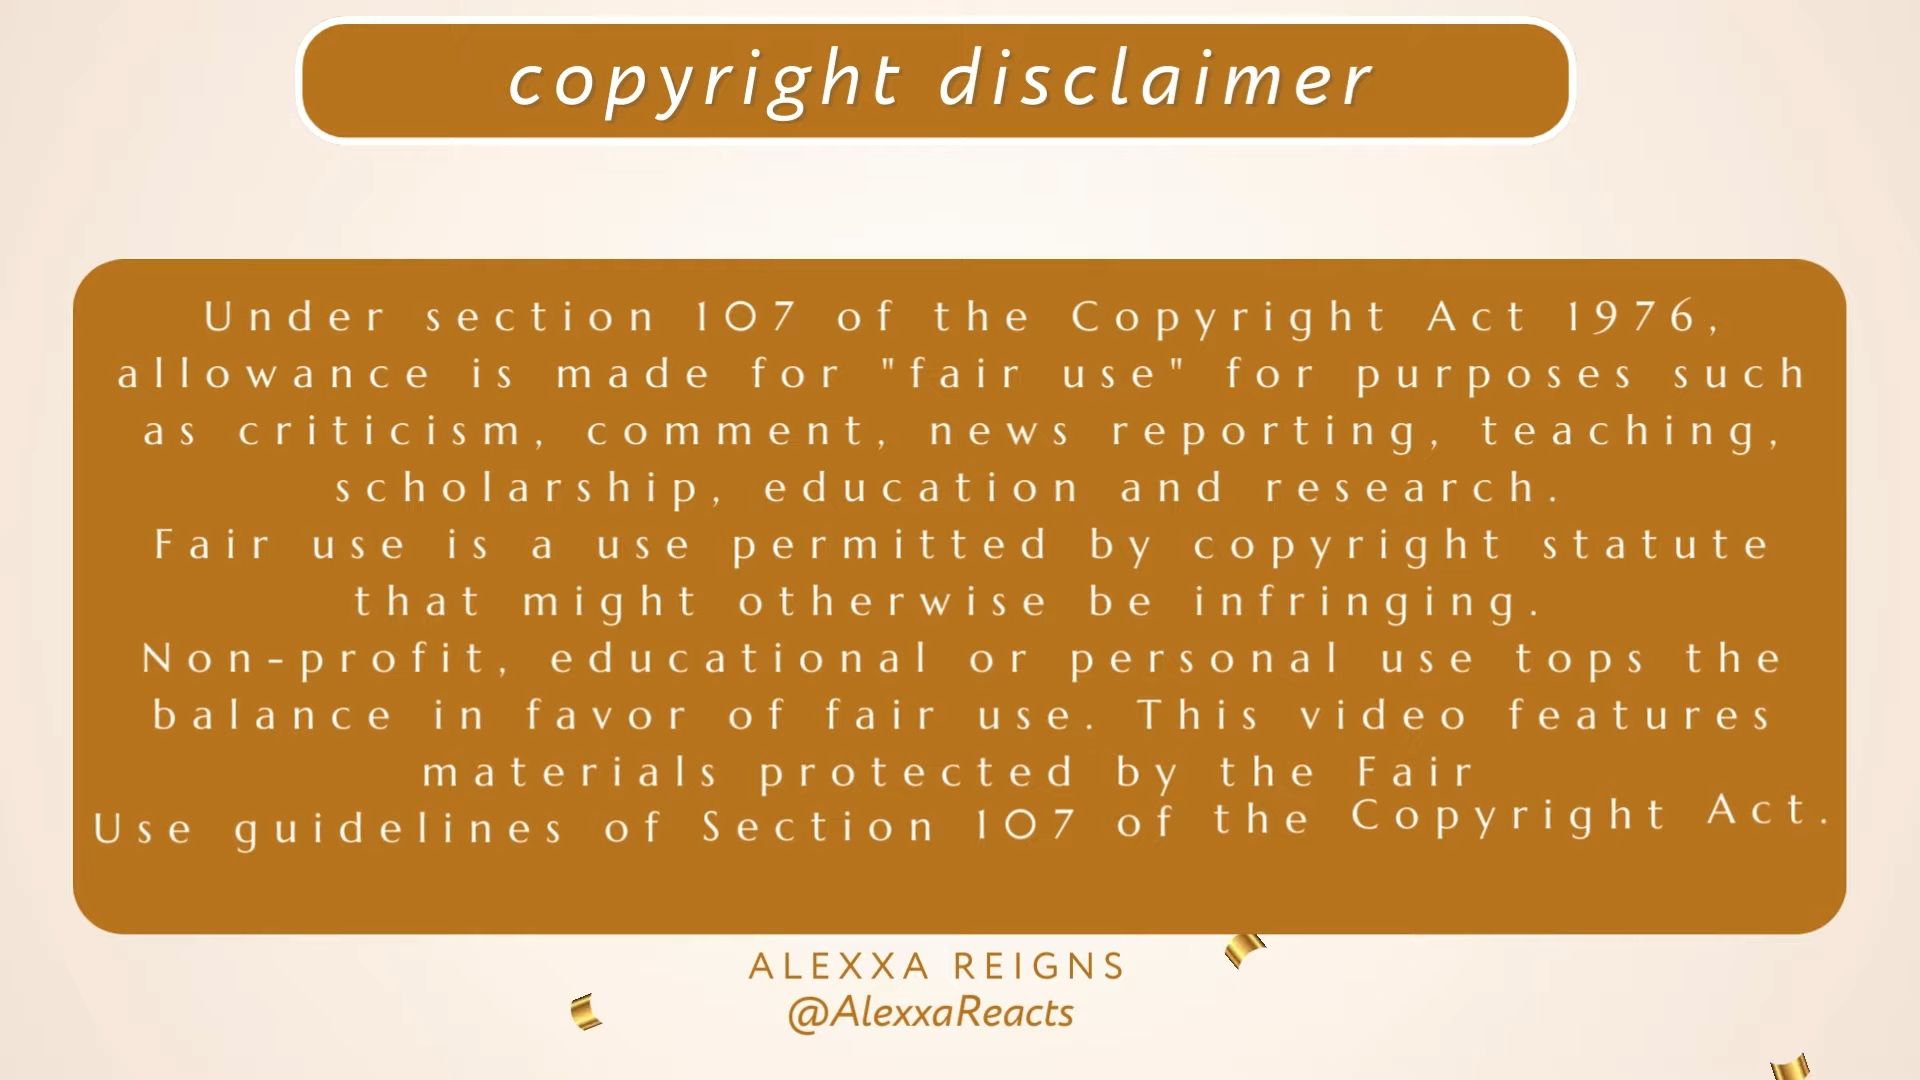 copyright disclaimer
Under section 107 of the Copyright Act 1976,
allowance is made for "fair use" for purposes such
as criticism, comment, news reporting, teaching,
scholarship, education and research.
Fair use is a use permitted by copyright statute
that might otherwise be infringing.
Non-profit, educational or personal use tops the
balance in favor of fair use. This video features
materials protected by the Fair
Use guidelines of Section 107 of the Copyright Act.
ALEXXA REIGNS
@AlexxaReacts